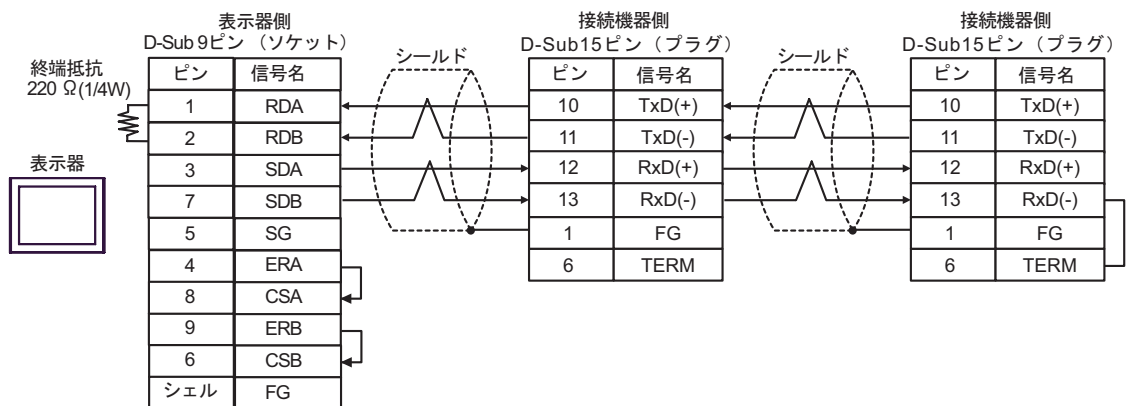 表示器側
D-Sub 9ピン （ソケット）
終端抵抗
220 Ω(1/4W)
表示器
ピン 信号名
1 RDA
2 RDB
3 SDA
7 SDB
5 SG
4 ERA
8 CSA
9 ERB
6 CSB
シェル FG
シールド
接続機器側
D-Sub15ピン（プラグ）
ピン 信号名
10 TxD(+)
11 TxD(-)
12 RxD(+)
13 RxD(-)
1 FG
6 TERM
シールド
接続機器側
D-Sub15ピン（プラグ）
ピン 信号名
10 TxD(+)
11 TxD(-)
12 RxD(+)
13 RxD(-)
1 FG
6 TERM